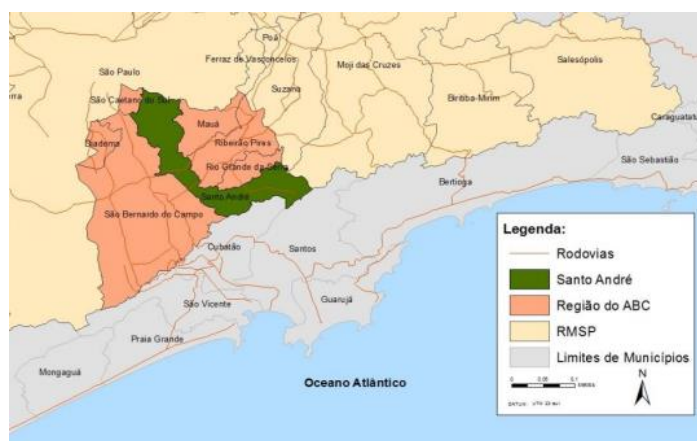 Poá
Ferraz de Vasconcelos
São Paulo
Moji das Cruzes
Salesópolis
Suzano
São Caetano do Sul
Biritiba-Mirim
Mauá
Caraguatatu
Diadema
Ribeirão Pires
Rio Grande da Serra
São Sebastião
Bertioga
Santo André
São Bernardo do Campo
Cubatão
Santos
São Vicente
Guarujá
Praia Grande
Mongaguá
Oceano Atlântico
Legenda:
Rodovias
Santo André
Região do ABC
RMSP
Limites de Municípios
N